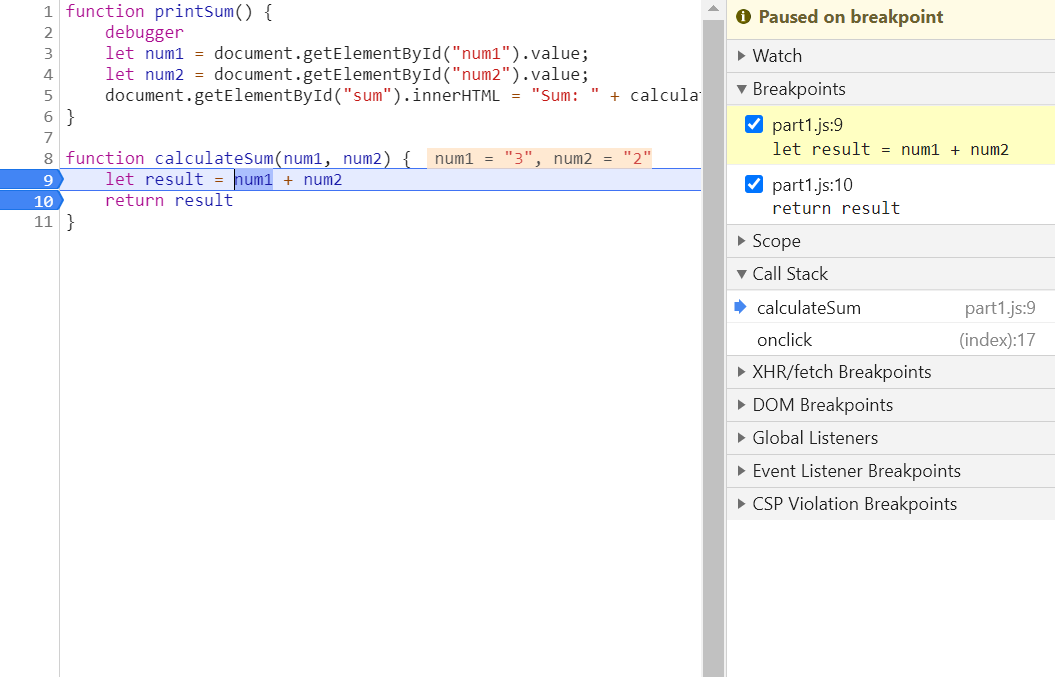 1 function printSum() {
2 debugger
3 let num1 = document.getElementById("num1").value;
4 let num2 = document.getElementById("num2").value;
5 document.getElementById("sum").innerHTML = "Sum: " + calcula
6 }
7
8 function calculateSum(num1, num2) { num1 = "3", num2 = "2"
9 let result = num1 + num2
10 return result
11 }
Paused on breakpoint
Watch
Breakpoints
part1.js:9
let result = num1 + num2
part1.js:10
return result
Scope
Call Stack
calculateSum part1.js:9
onclick (index):17
XHR/fetch Breakpoints
DOM Breakpoints
Global Listeners
Event Listener Breakpoints
CSP Violation Breakpoints